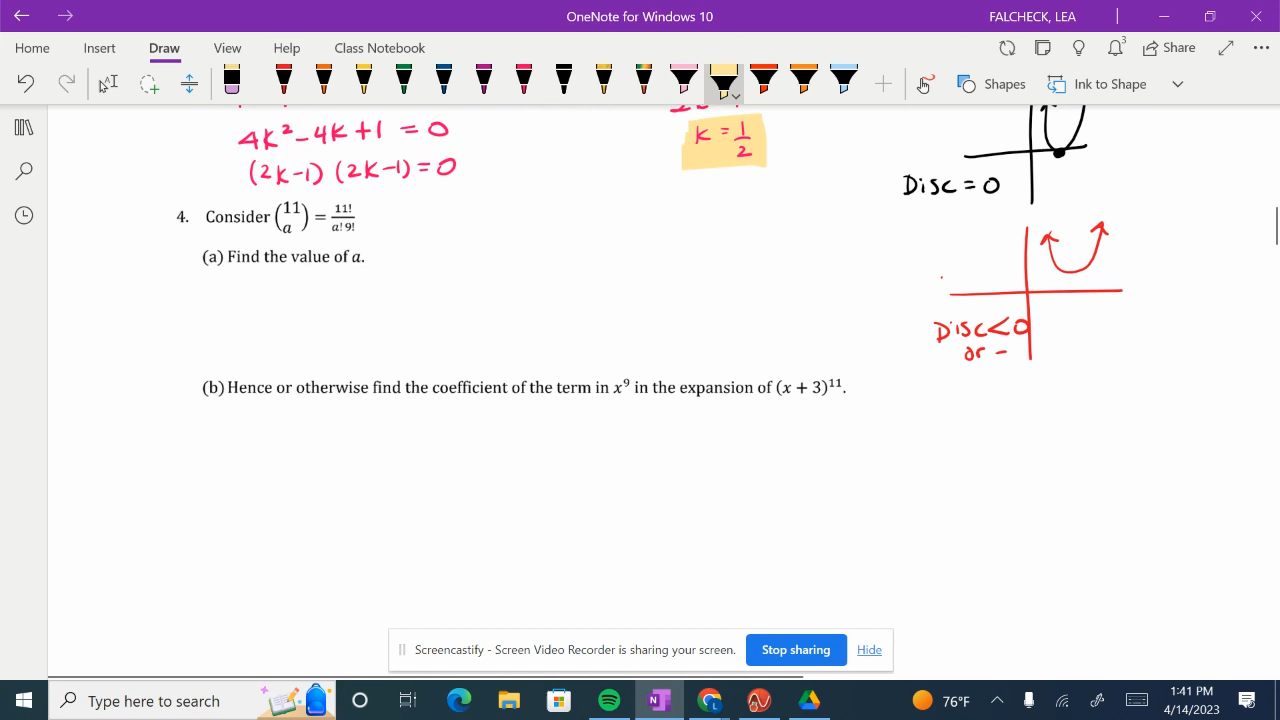 OneNote for Windows 10
FALCHECK, LEA
Home Insert Draw View Help Class Notebook
3
Share
Shapes
Ink to Shape
4k² - 4k + 1 = 0
(2k-1) (2k-1) = 0
k = 1/2
Disc = 0
4. Consider (11 a) = 11!/a!9!
(a) Find the value of a.
Disc < 0
or -
(b) Hence or otherwise find the coefficient of the term in x⁹ in the expansion of (x + 3)¹¹.
Screencastify - Screen Video Recorder is sharing your screen.
Stop sharing
Hide
Type here to search
76°F
1:41 PM
4/14/2023